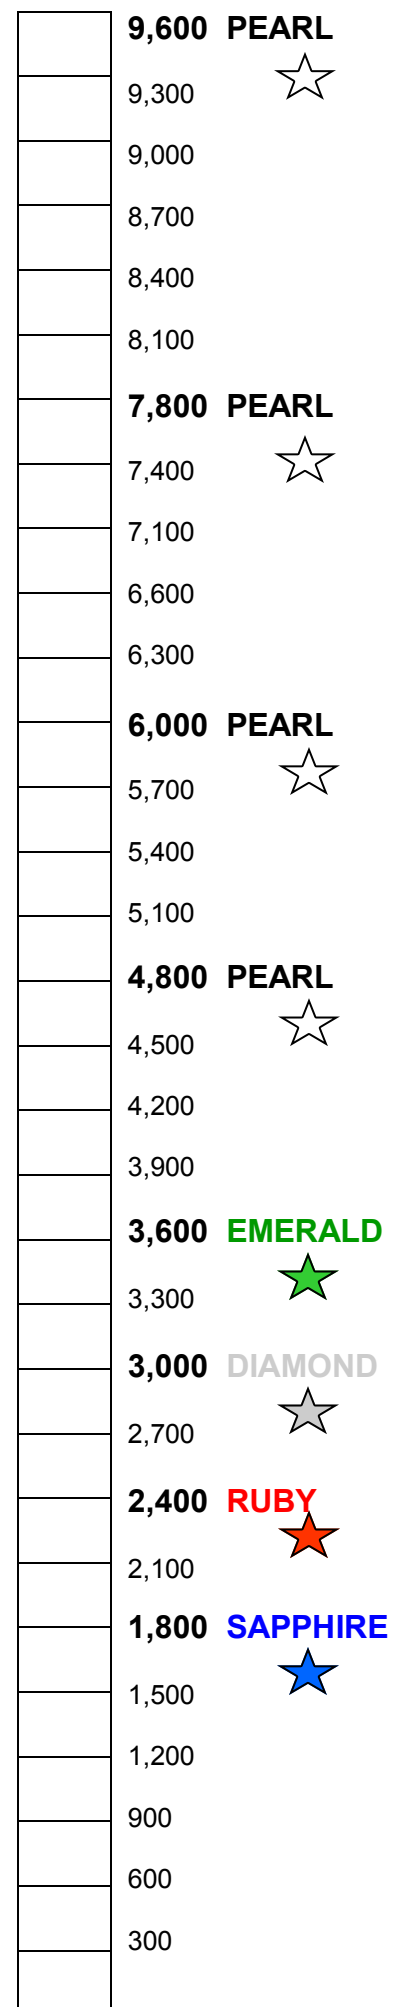 9,600 PEARL
9,300
9,000
8,700
8,400
8,100
7,800 PEARL
7,400
7,100
6,600
6,300
6,000 PEARL
5,700
5,400
5,100
4,800 PEARL
4,500
4,200
3,900
3,600 EMERALD
3,300
3,000 DIAMOND
2,700
2,400 RUBY
2,100
1,800 SAPPHIRE
1,500
1,200
900
600
300